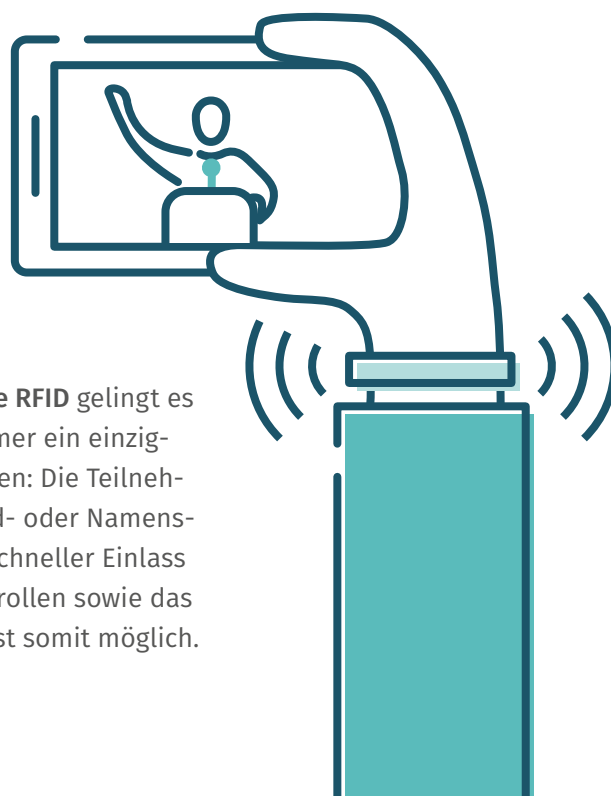 e RFID gelingt es
mer ein einzig-
en: Die Teilneh-
d- oder Namens-
chneller Einlass
rollen sowie das
st somit möglich.